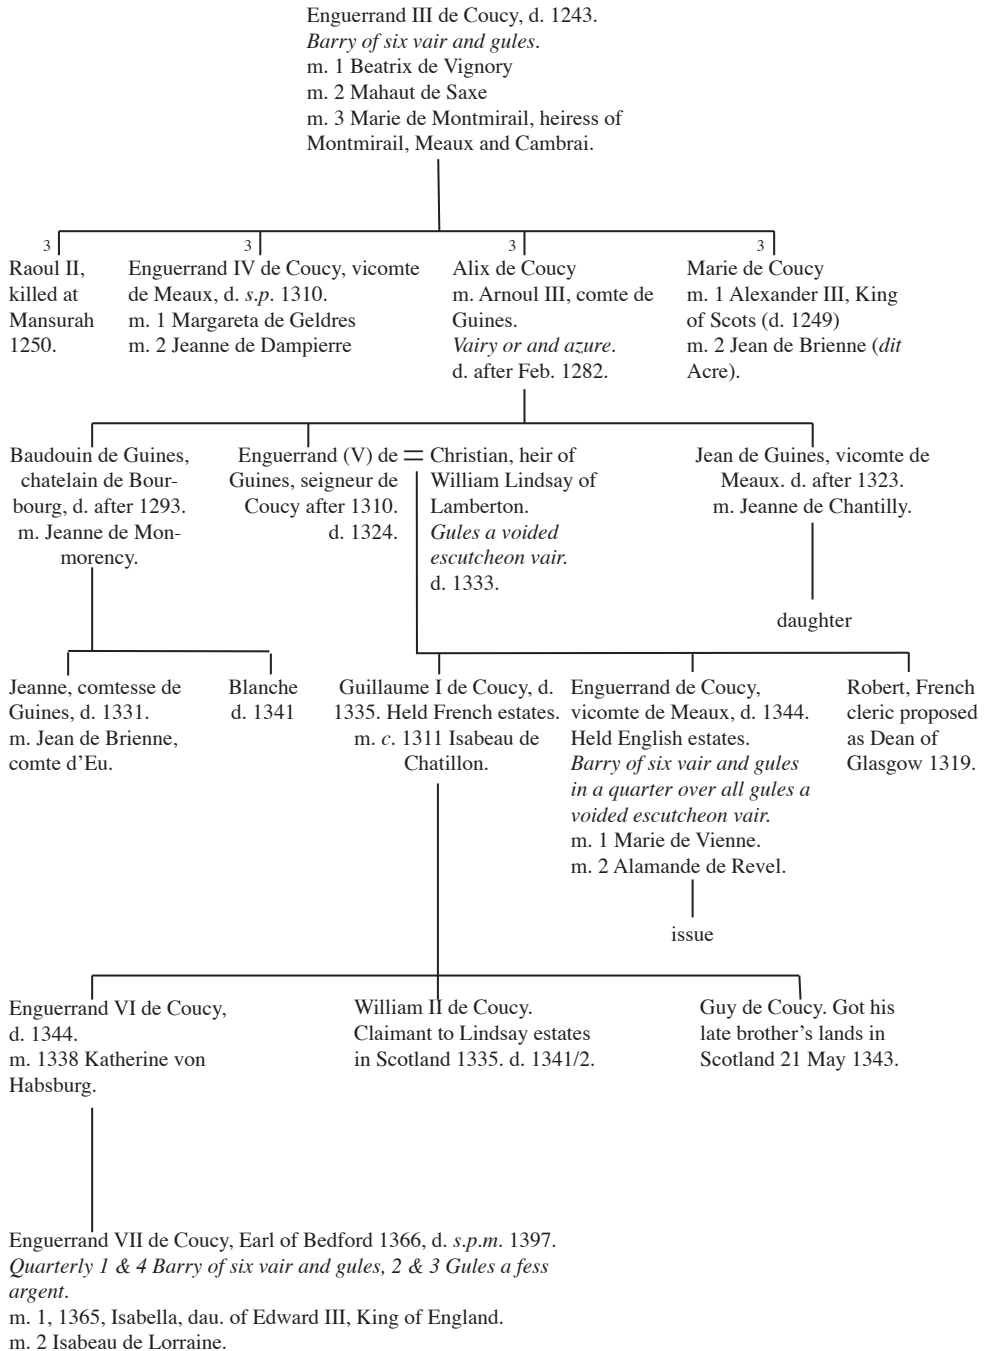 Enguerrand III de Coucy, d. 1243.
Barry of six vair and gules.
m. 1 Beatrix de Vignory
m. 2 Mahaut de Saxe
m. 3 Marie de Montmirail, heiress of
Montmirail, Meaux and Cambrai.
3
Raoul II,
killed at
Mansurah
1250.
3
Enguerrand IV de Coucy, vicomte
de Meaux, d. s.p. 1310.
m. 1 Margareta de Geldres
m. 2 Jeanne de Dampierre
3
Alix de Coucy
m. Arnoul III, comte de
Guines.
Vairy or and azure.
d. after Feb. 1282.
3
Marie de Coucy
m. 1 Alexander III, King
of Scots (d. 1249)
m. 2 Jean de Brienne (dit
Acre).
Baudouin de Guines,
chatelain de Bour-
bourg, d. after 1293.
m. Jeanne de Mon-
morency.
Enguerrand (V) de
Guines, seigneur de
Coucy after 1310.
d. 1324.
Christian, heir of
William Lindsay of
Lamberton.
Gules a voided
escutcheon vair.
d. 1333.
Jean de Guines, vicomte de
Meaux. d. after 1323.
m. Jeanne de Chantilly.
daughter
Jeanne, comtesse de
Guines, d. 1331.
m. Jean de Brienne,
comte d'Eu.
Blanche
d. 1341
Guillaume I de Coucy, d.
1335. Held French estates.
m. c. 1311 Isabeau de
Chatillon.
Enguerrand de Coucy,
vicomte de Meaux, d. 1344.
Held English estates.
Barry of six vair and gules
in a quarter over all gules a
voided escutcheon vair.
m. 1 Marie de Vienne.
m. 2 Alamande de Revel.
issue
Robert, French
cleric proposed
as Dean of
Glasgow 1319.
Enguerrand VI de Coucy,
d. 1344.
m. 1338 Katherine von
Habsburg.
William II de Coucy.
Claimant to Lindsay estates
in Scotland 1335. d. 1341/2.
Guy de Coucy. Got his
late brother's lands in
Scotland 21 May 1343.
Enguerrand VII de Coucy, Earl of Bedford 1366, d. s.p.m. 1397.
Quarterly 1 & 4 Barry of six vair and gules, 2 & 3 Gules a fess
argent.
m. 1, 1365, Isabella, dau. of Edward III, King of England.
m. 2 Isabeau de Lorraine.